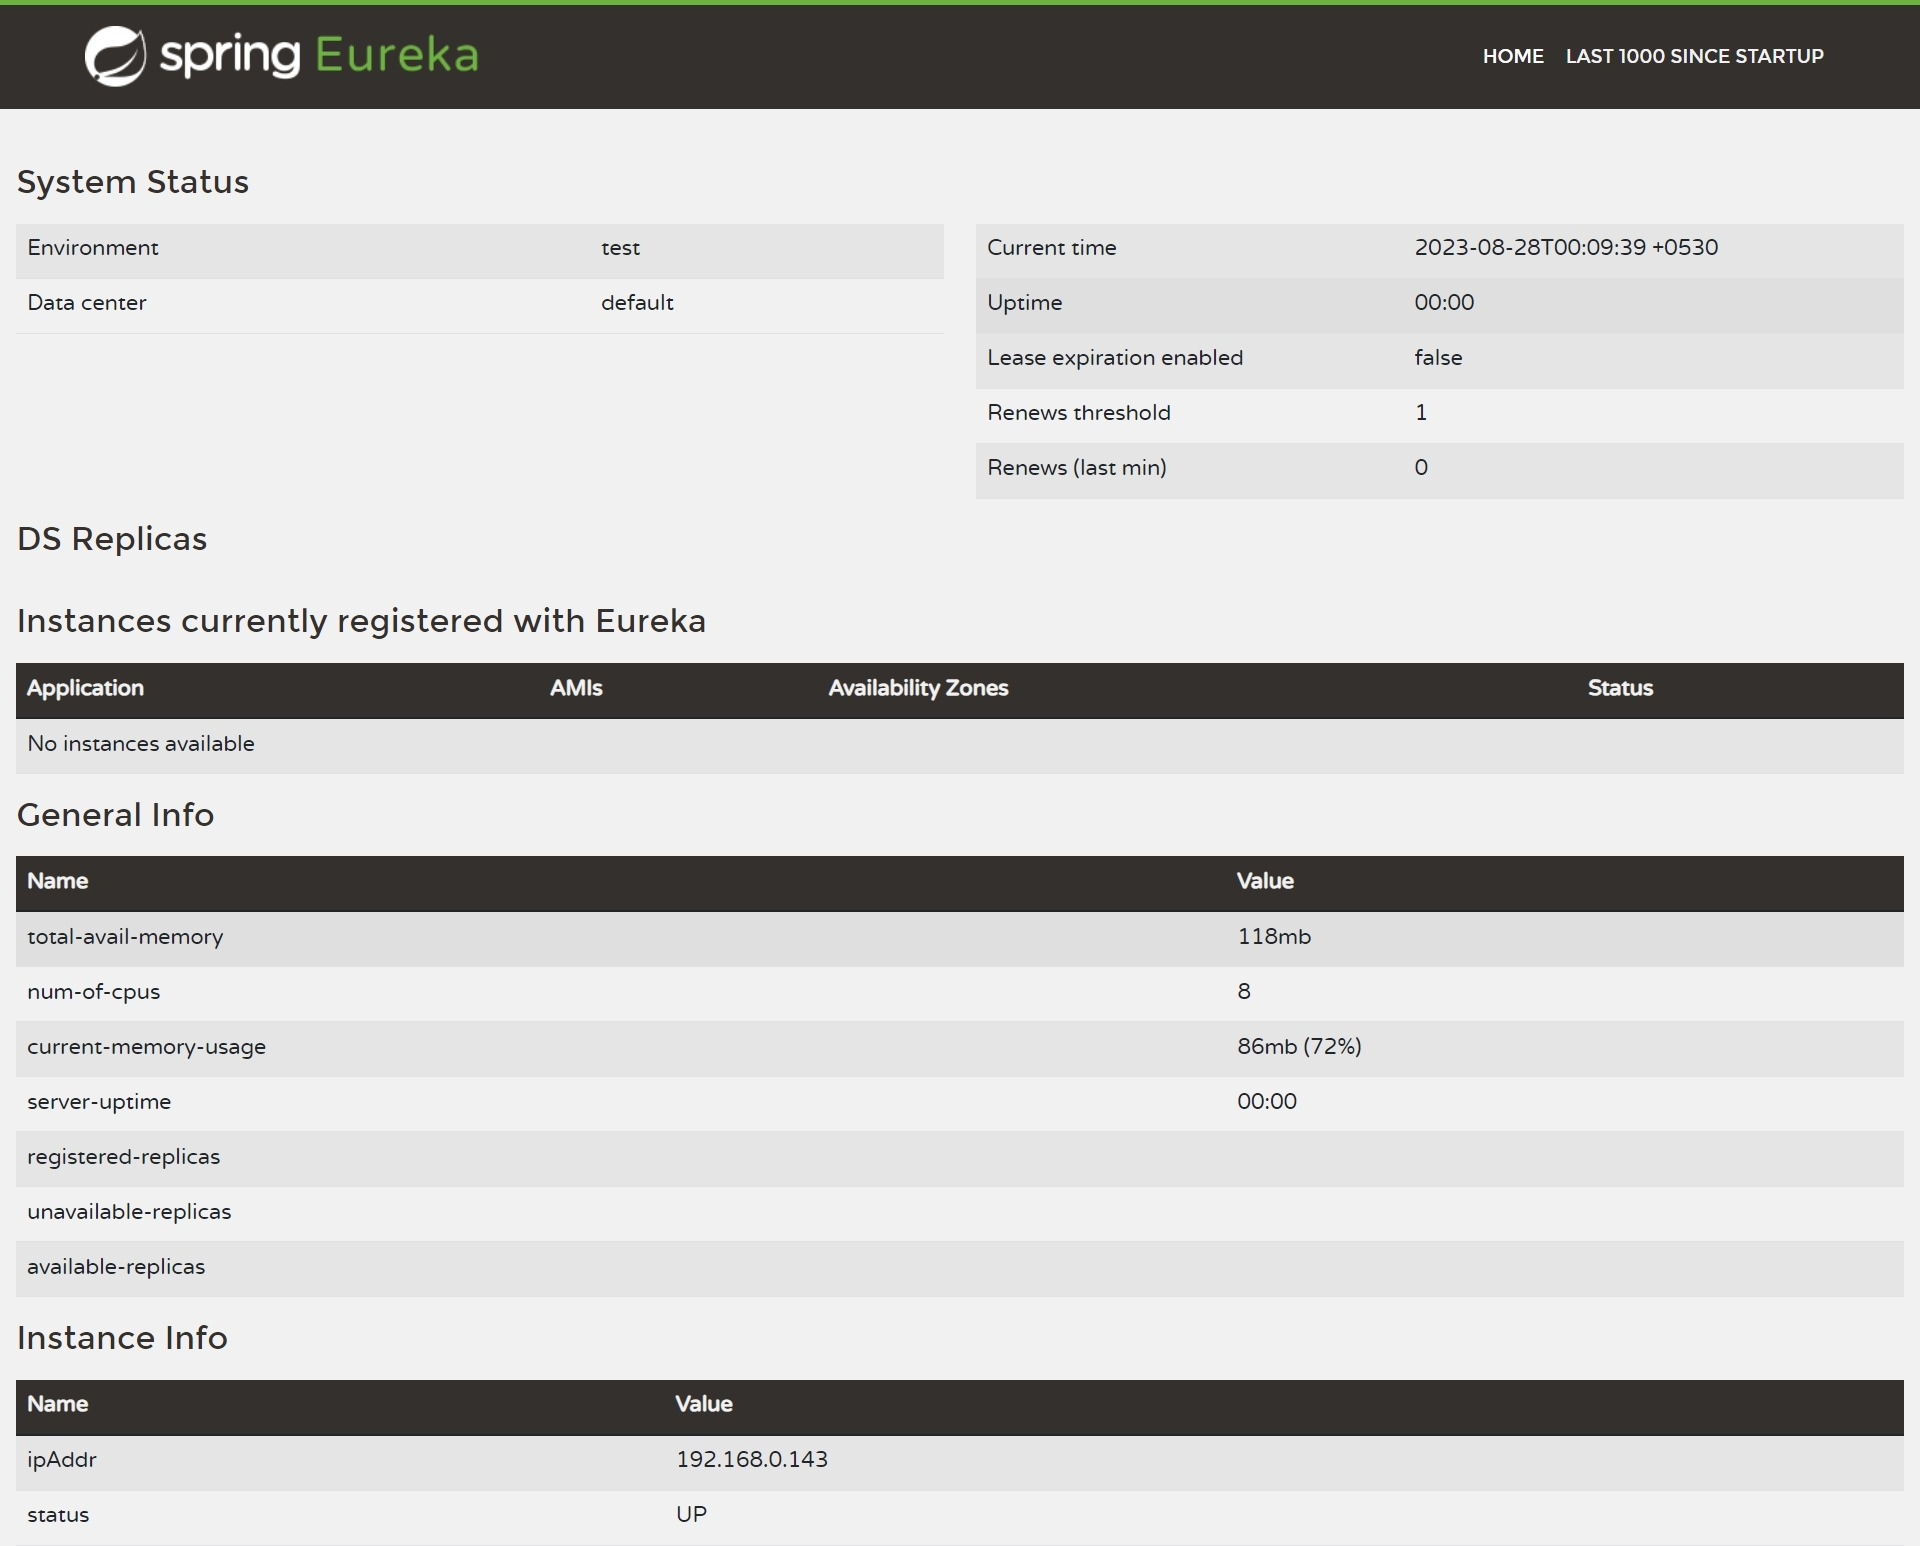 spring Eureka
HOME LAST 1000 SINCE STARTUP
System Status
Environment test
Data center default
Current time 2023-08-28T00:09:39 +0530
Uptime 00:00
Lease expiration enabled false
Renews threshold 1
Renews (last min) 0
DS Replicas
Instances currently registered with Eureka
Application AMIs Availability Zones Status
No instances available
General Info
Name Value
total-avail-memory 118mb
num-of-cpus 8
current-memory-usage 86mb (72%)
server-uptime 00:00
registered-replicas
unavailable-replicas
available-replicas
Instance Info
Name Value
ipAddr 192.168.0.143
status UP